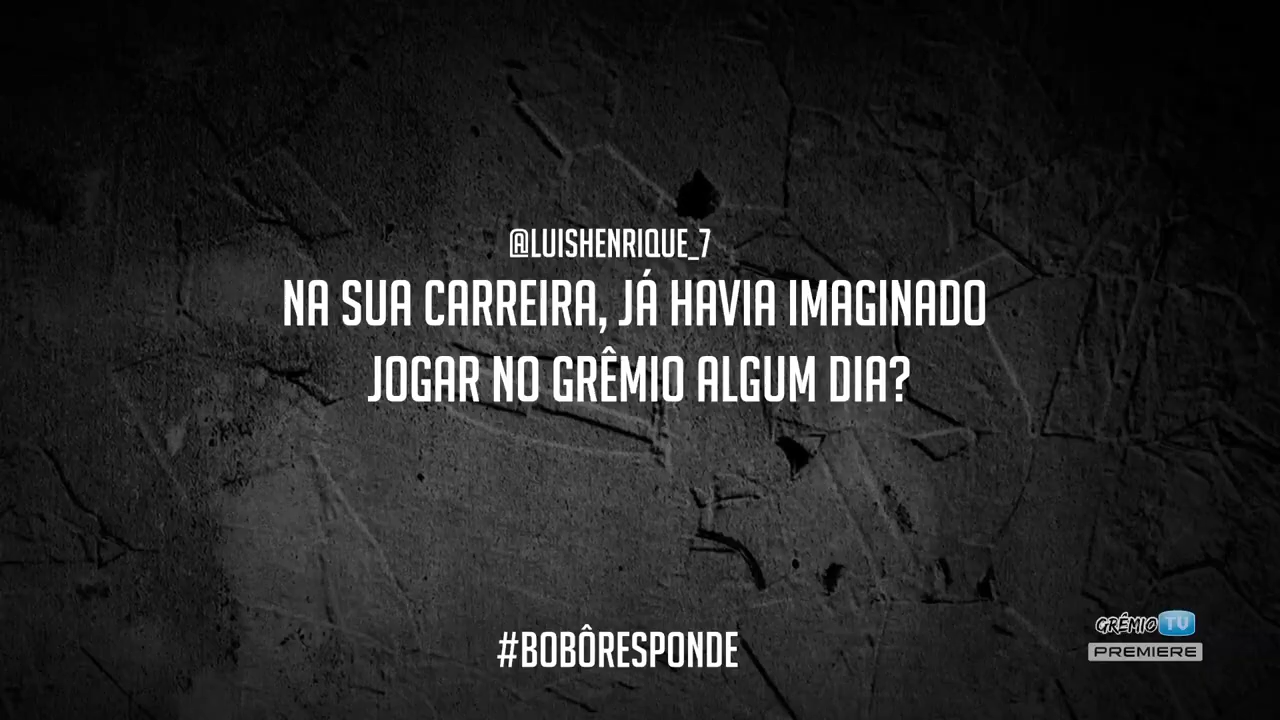 @LUISHENRIQUE_7
NA SUA CARREIRA, JÁ HAVIA IMAGINADO
JOGAR NO GRÊMIO ALGUM DIA?
#BOBÔRESPONDE
GRÊMIO TV
PREMIERE